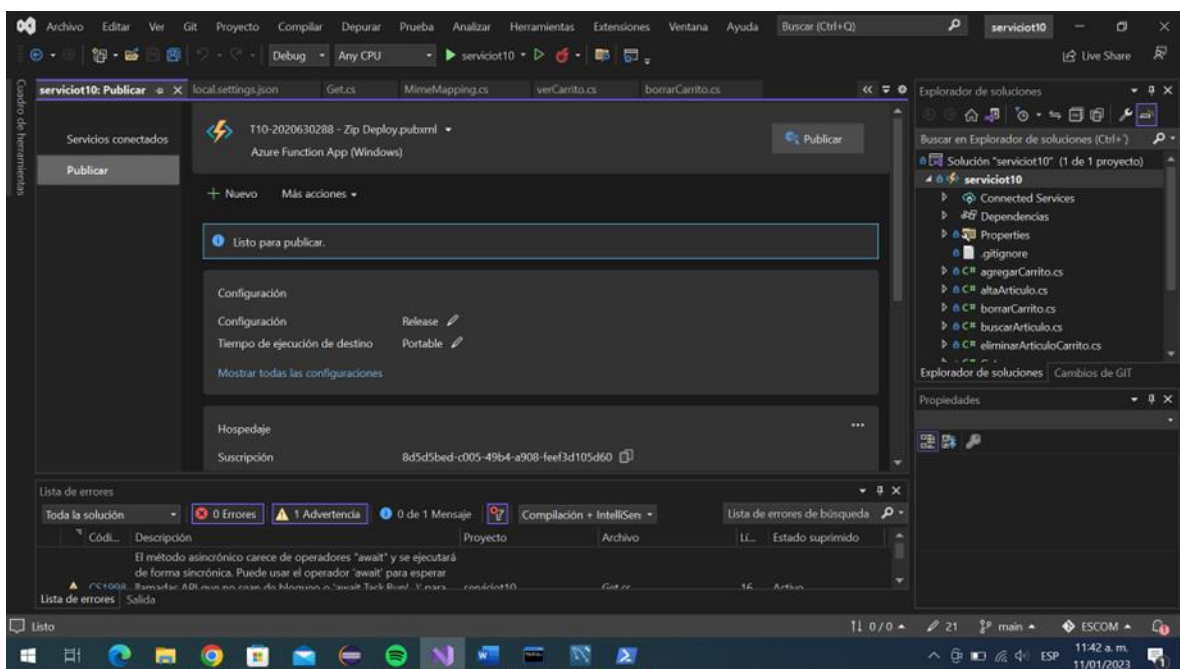 Archivo Editar Ver Git Proyecto Compilar Depurar Prueba Analizar Herramientas Extensiones Ventana Ayuda Buscar (Ctrl+Q) serviciot10
Debug Any CPU serviciot10 Live Share
Cuadro de herramientas
serviciot10: Publicar local.settings.json Get.cs MimeMapping.cs verCarrito.cs borrarCarrito.cs
Servicios conectados
Publicar
T10-2020630288 - Zip Deploy.pubxml
Azure Function App (Windows)
Publicar
Nuevo Más acciones
Listo para publicar.
Configuración
Configuración Release
Tiempo de ejecución de destino Portable
Mostrar todas las configuraciones
Hospedaje
Suscripción 8d5d5bed-c005-49b4-a908-feef3d105d60
Explorador de soluciones
Buscar en Explorador de soluciones (Ctrl+´)
Solución "serviciot10" (1 de 1 proyecto)
serviciot10
Connected Services
Dependencias
Properties
.gitignore
C# agregarCarrito.cs
C# altaArticulo.cs
C# borrarCarrito.cs
C# buscarArticulo.cs
C# eliminarArticuloCarrito.cs
Explorador de soluciones Cambios de GIT
Propiedades
Lista de errores
Toda la solución 0 Errores 1 Advertencia 0 de 1 Mensaje Compilación + IntelliSen Lista de errores de búsqueda
Códi... Descripción Proyecto Archivo Lí... Estado suprimido
El método asincrónico carece de operadores "await" y se ejecutará
de forma sincrónica. Puede usar el operador 'await' para esperar
CS1998 serviciot10 Get.cs 16 Activo
Lista de errores Salida
Listo 0 / 0 21 main ESCOM
ESP 11:42 a. m.
11/01/2023